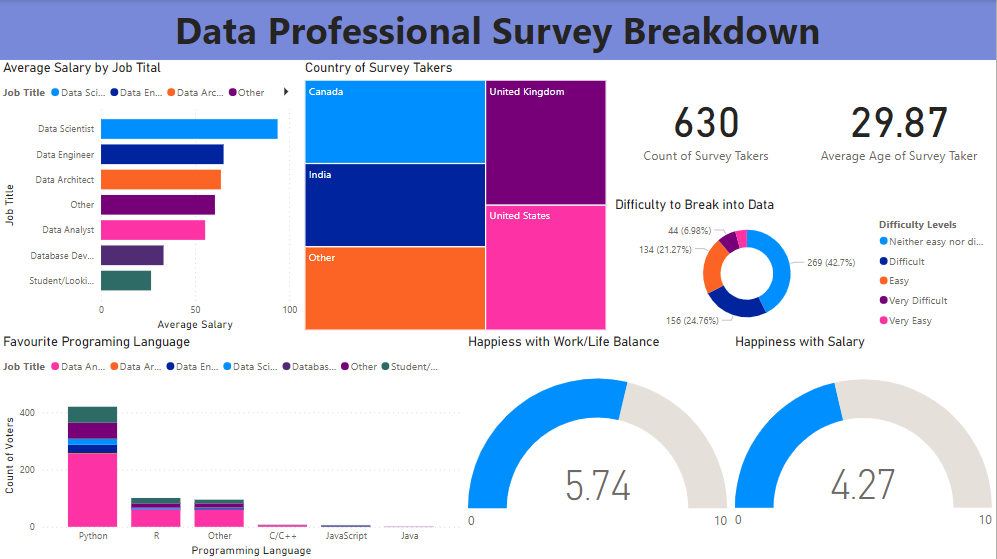 Data Professional Survey Breakdown
Average Salary by Job Tital
Job Title Data Sci... Data En... Data Arc... Other
Job Title
Data Scientist
Data Engineer
Data Architect
Other
Data Analyst
Database Dev...
Student/Looki...
0 50 100
Average Salary
Country of Survey Takers
Canada
United Kingdom
India
United States
Other
630
Count of Survey Takers
29.87
Average Age of Survey Taker
Difficulty to Break into Data
44 (6.98%)
134 (21.27%)
269 (42.7%)
156 (24.76%)
Difficulty Levels
Neither easy nor di...
Difficult
Easy
Very Difficult
Very Easy
Favourite Programing Language
Job Title Data An... Data Ar... Data En... Data Sci... Databas... Other Student/...
Count of Voters
400
200
0
Python R Other C/C++ JavaScript Java
Programming Language
Happiess with Work/Life Balance
5.74
0 10
Happiness with Salary
4.27
0 10